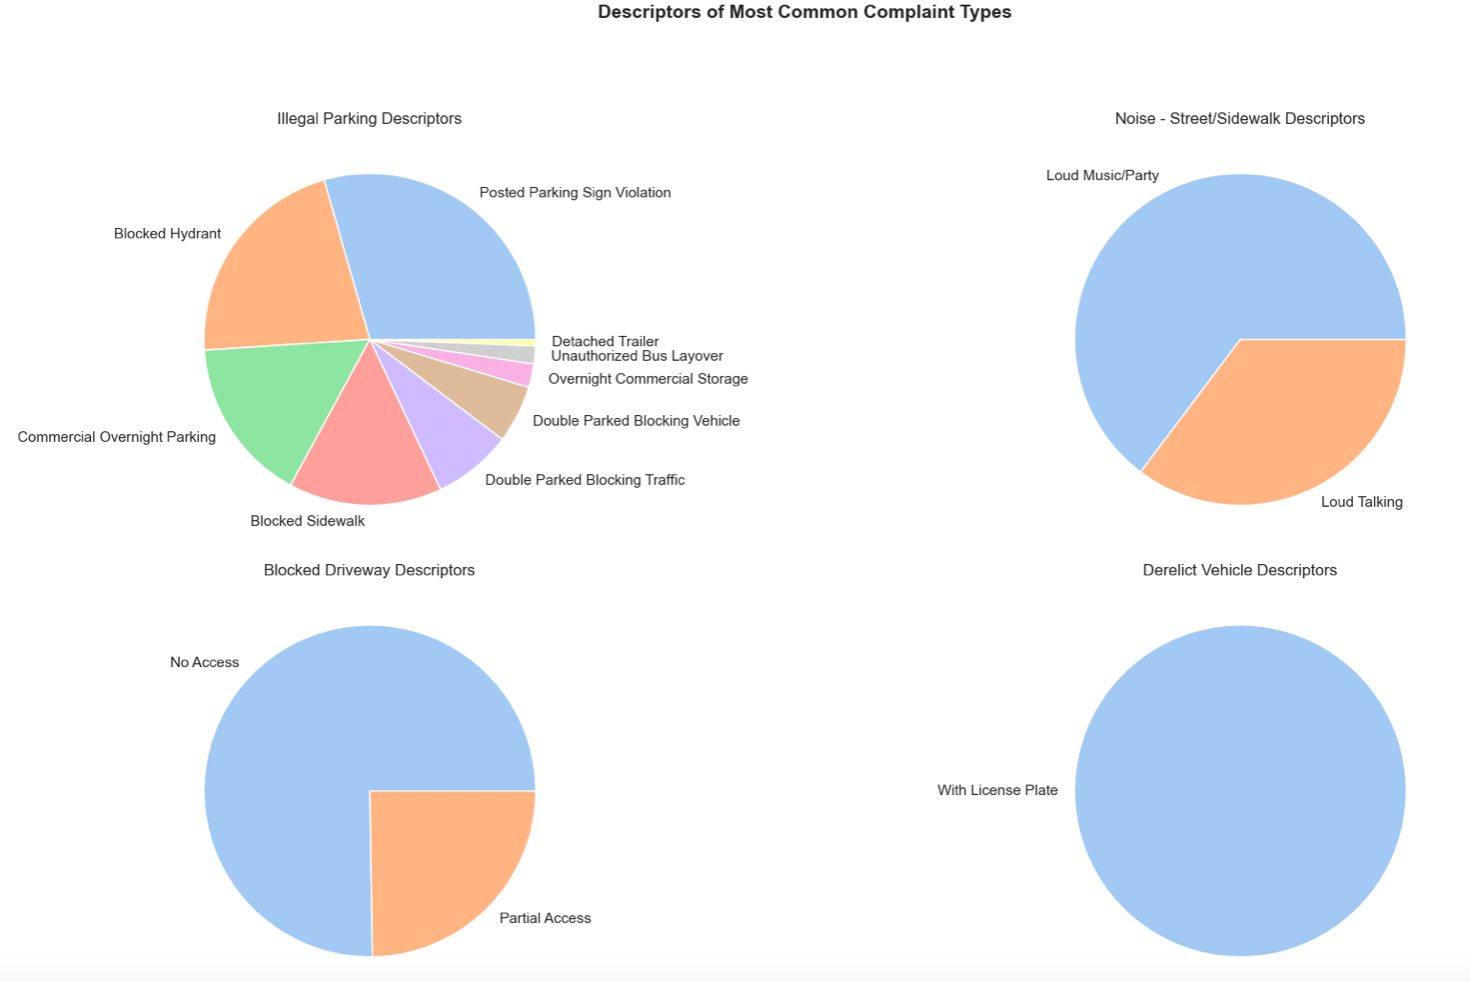 Descriptors of Most Common Complaint Types
Illegal Parking Descriptors
Posted Parking Sign Violation
Blocked Hydrant
Detached Trailer
Unauthorized Bus Layover
Overnight Commercial Storage
Double Parked Blocking Vehicle
Commercial Overnight Parking
Double Parked Blocking Traffic
Blocked Sidewalk
Noise - Street/Sidewalk Descriptors
Loud Music/Party
Loud Talking
Blocked Driveway Descriptors
No Access
Partial Access
Derelict Vehicle Descriptors
With License Plate